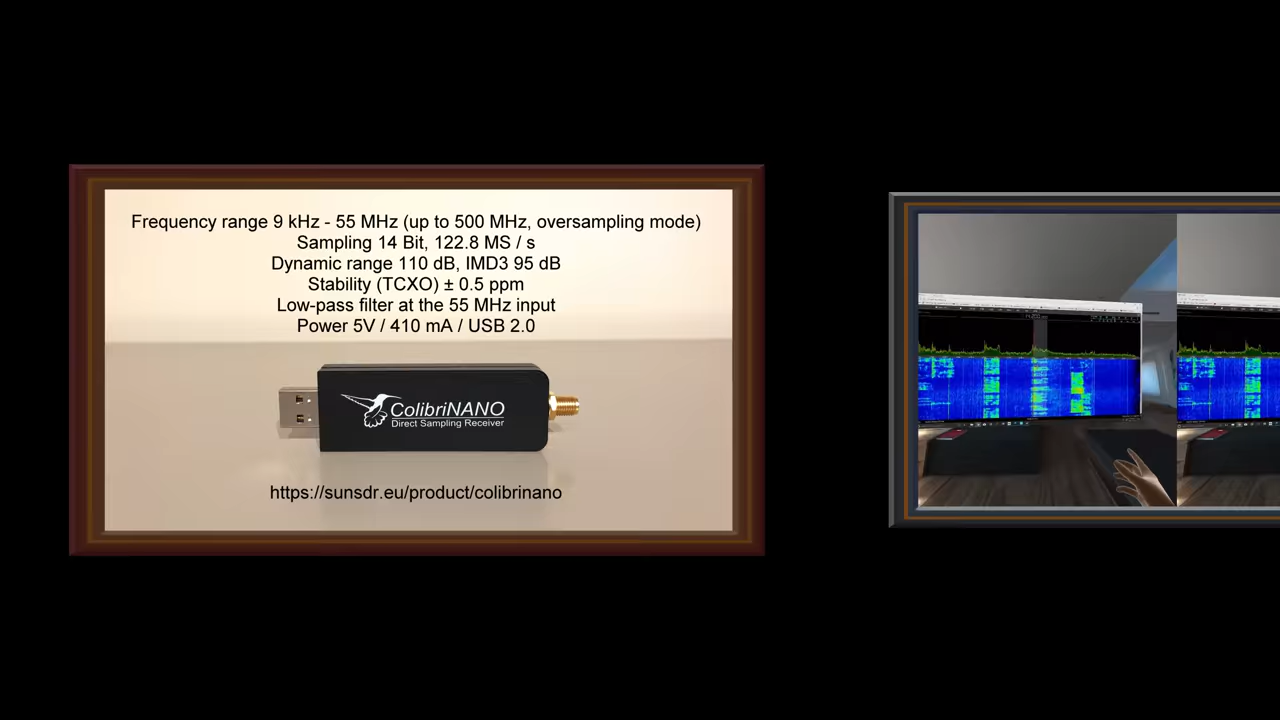 Frequency range 9 kHz - 55 MHz (up to 500 MHz, oversampling mode)
Sampling 14 Bit, 122.8 MS / s
Dynamic range 110 dB, IMD3 95 dB
Stability (TCXO) ± 0.5 ppm
Low-pass filter at the 55 MHz input
Power 5V / 410 mA / USB 2.0
ColibriNANO
Direct Sampling Receiver
https://sunsdr.eu/product/colibrinano